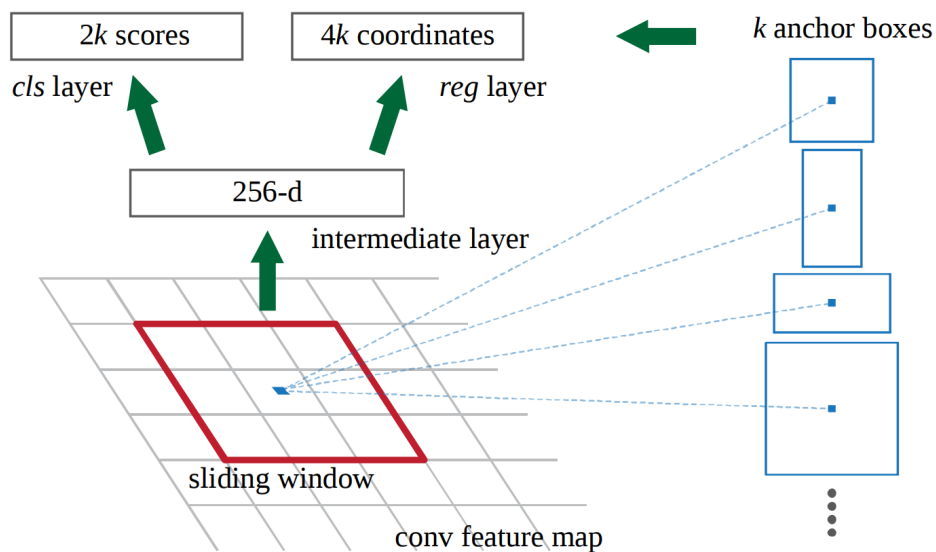 2k scores
4k coordinates
k anchor boxes
cls layer
reg layer
256-d
intermediate layer
sliding window
conv feature map